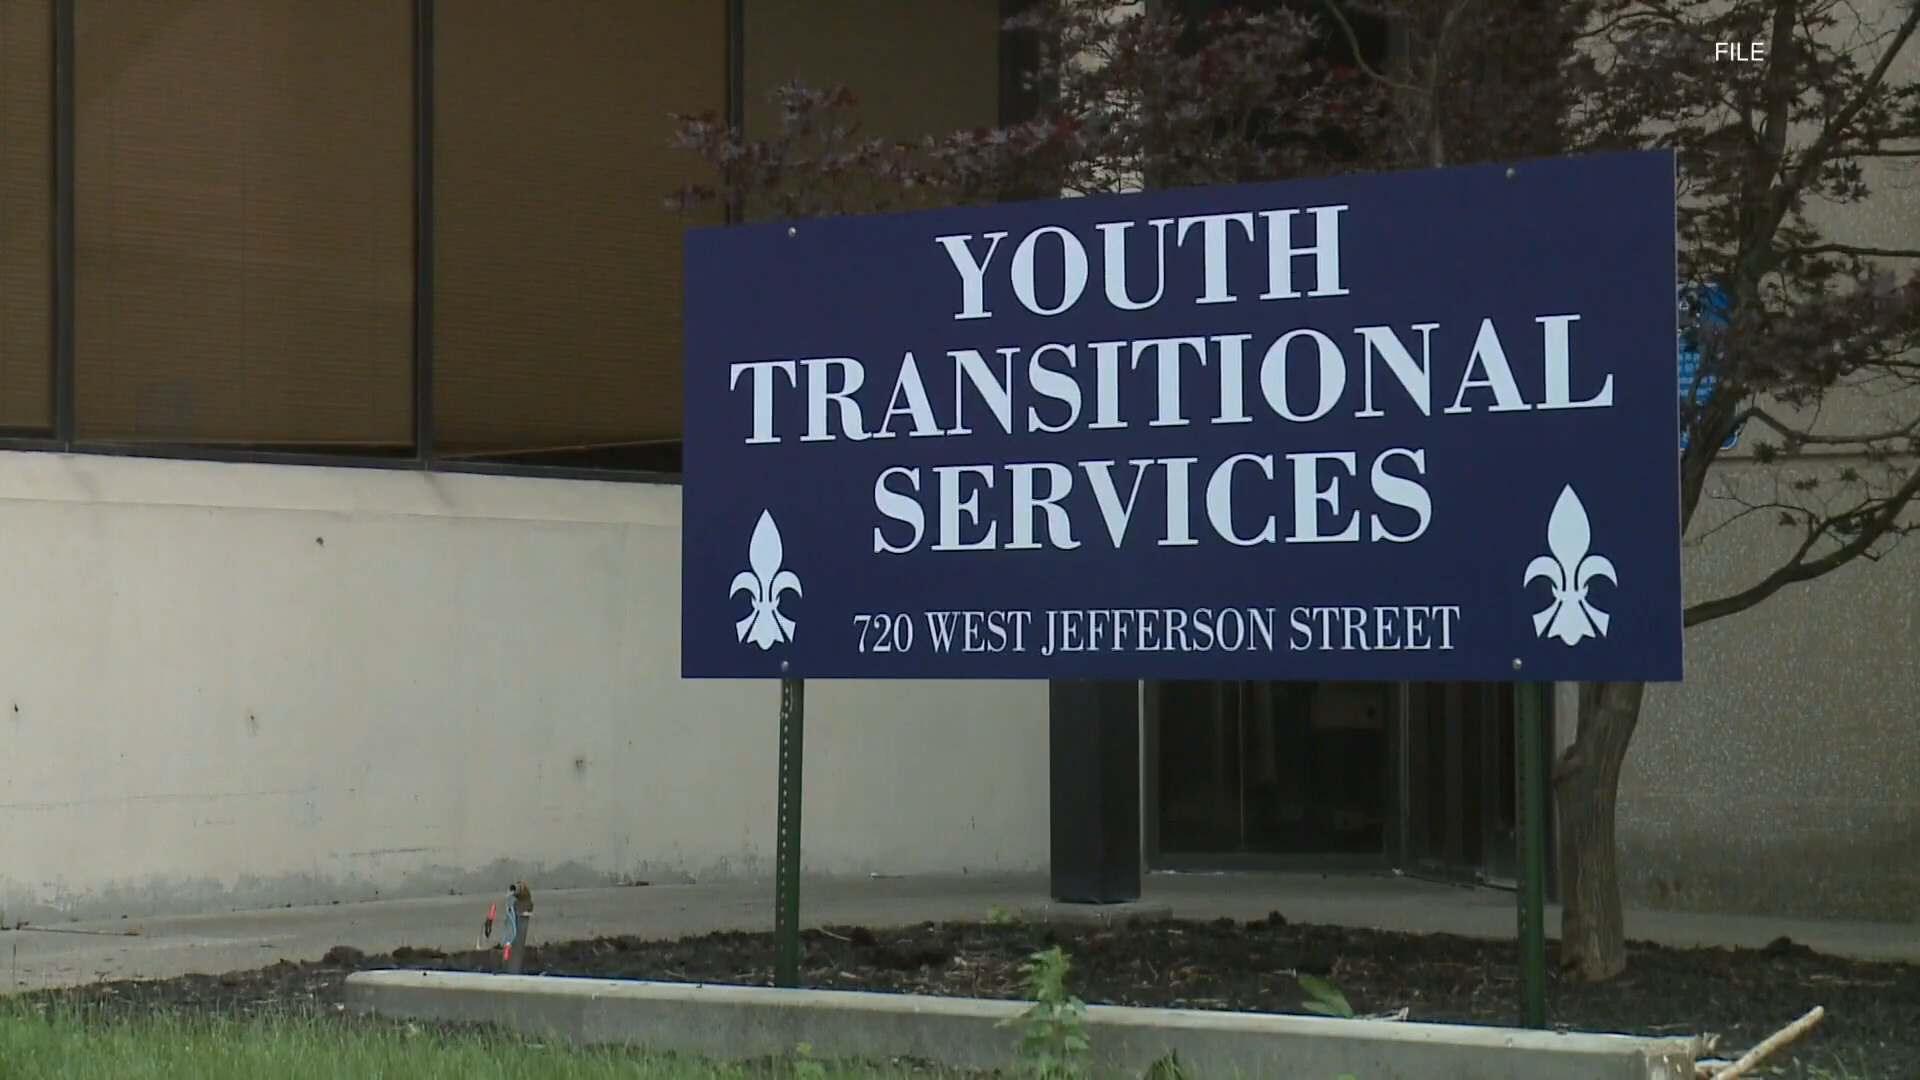 FILE
YOUTH
TRANSITIONAL
SERVICES
720 WEST JEFFERSON STREET